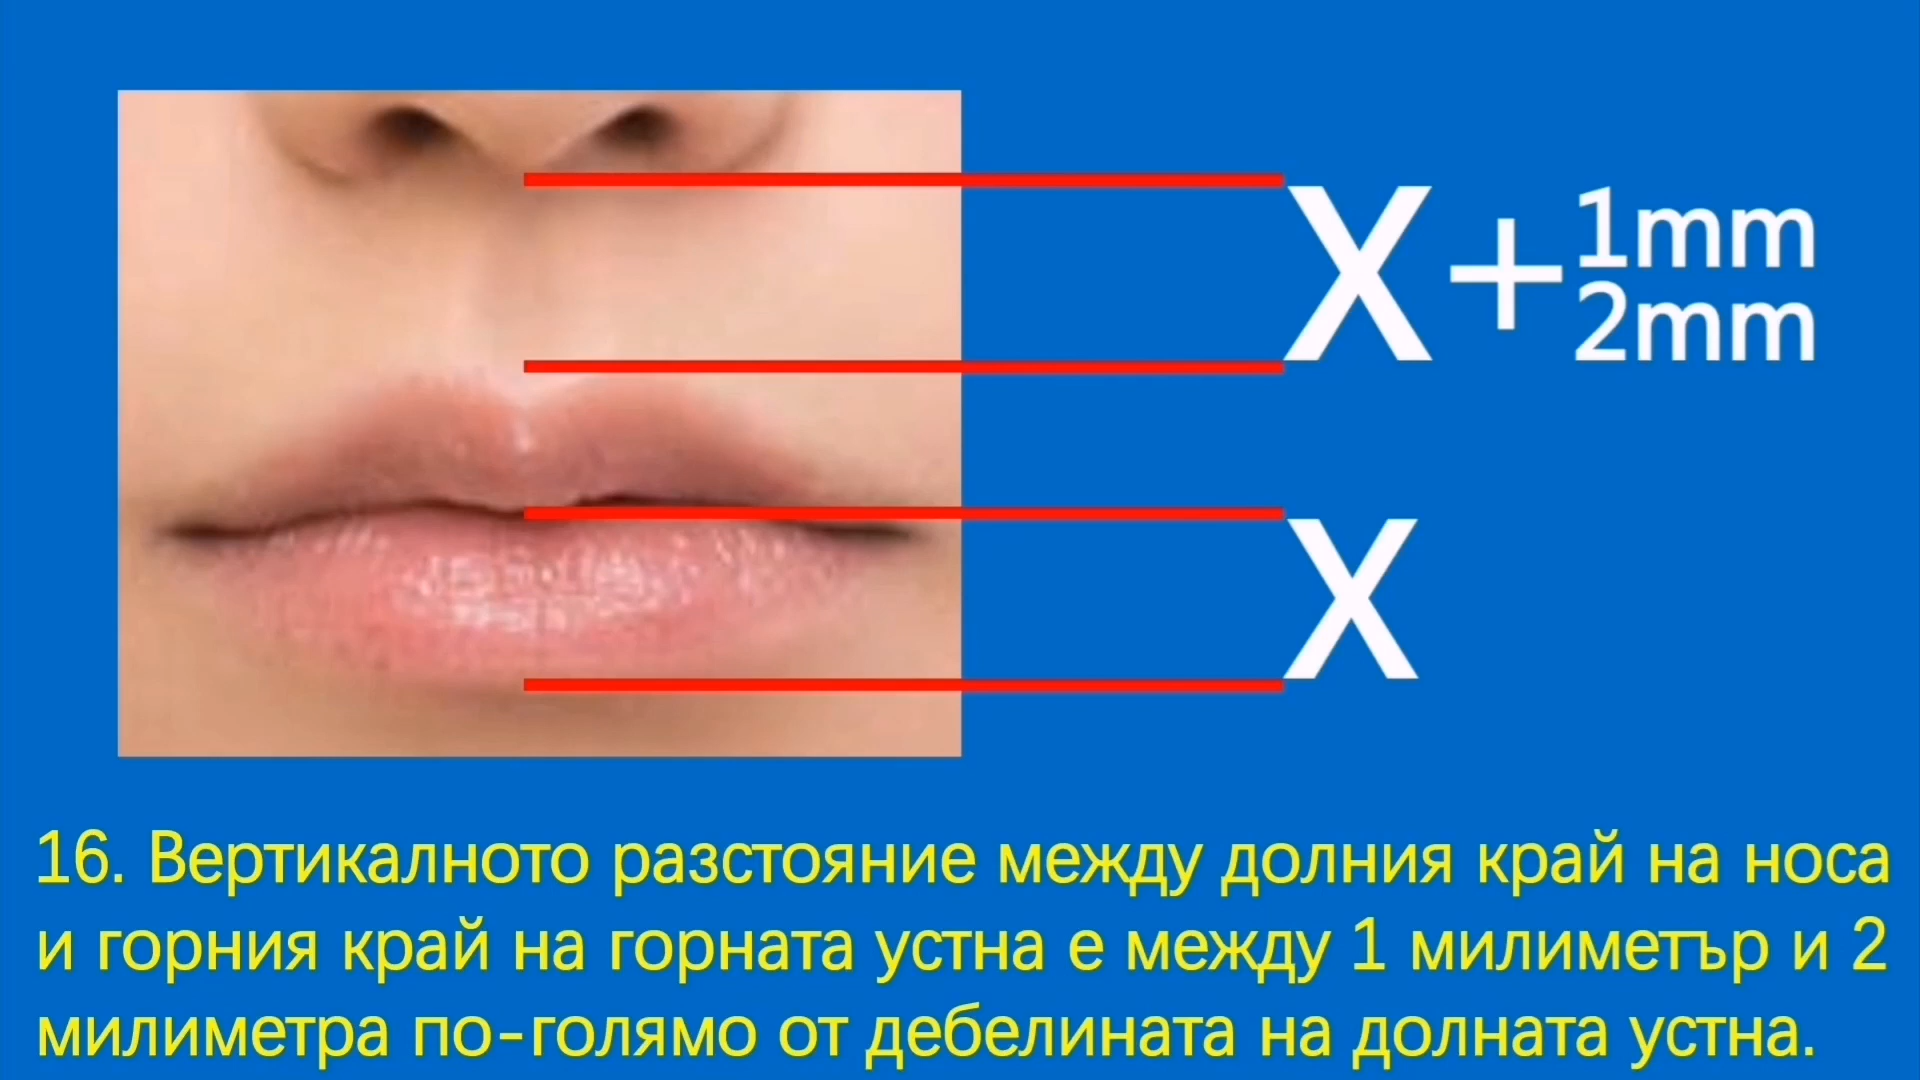 X+1mm
2mm
X
16. Вертикалното разстояние между долния край на носа
и горния край на горната устна е между 1 милиметър и 2
милиметра по-голямо от дебелината на долната устна.